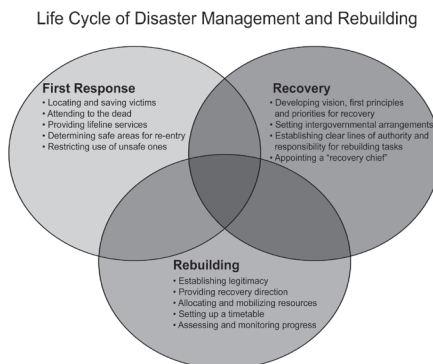 Life Cycle of Disaster Management and Rebuilding
First Response
• Locating and saving victims
• Attending to the dead
• Providing lifeline services
• Determining safe areas for re-entry
• Restricting use of unsafe ones
Recovery
• Developing vision, first principles
and priorities for recovery
• Setting intergovernmental arrangements
• Establishing clear lines of authority and
responsibility for rebuilding tasks
• Appointing a “recovery chief”
Rebuilding
• Establishing legitimacy
• Providing recovery direction
• Allocating and mobilizing resources
• Setting up a timetable
• Assessing and monitoring progress